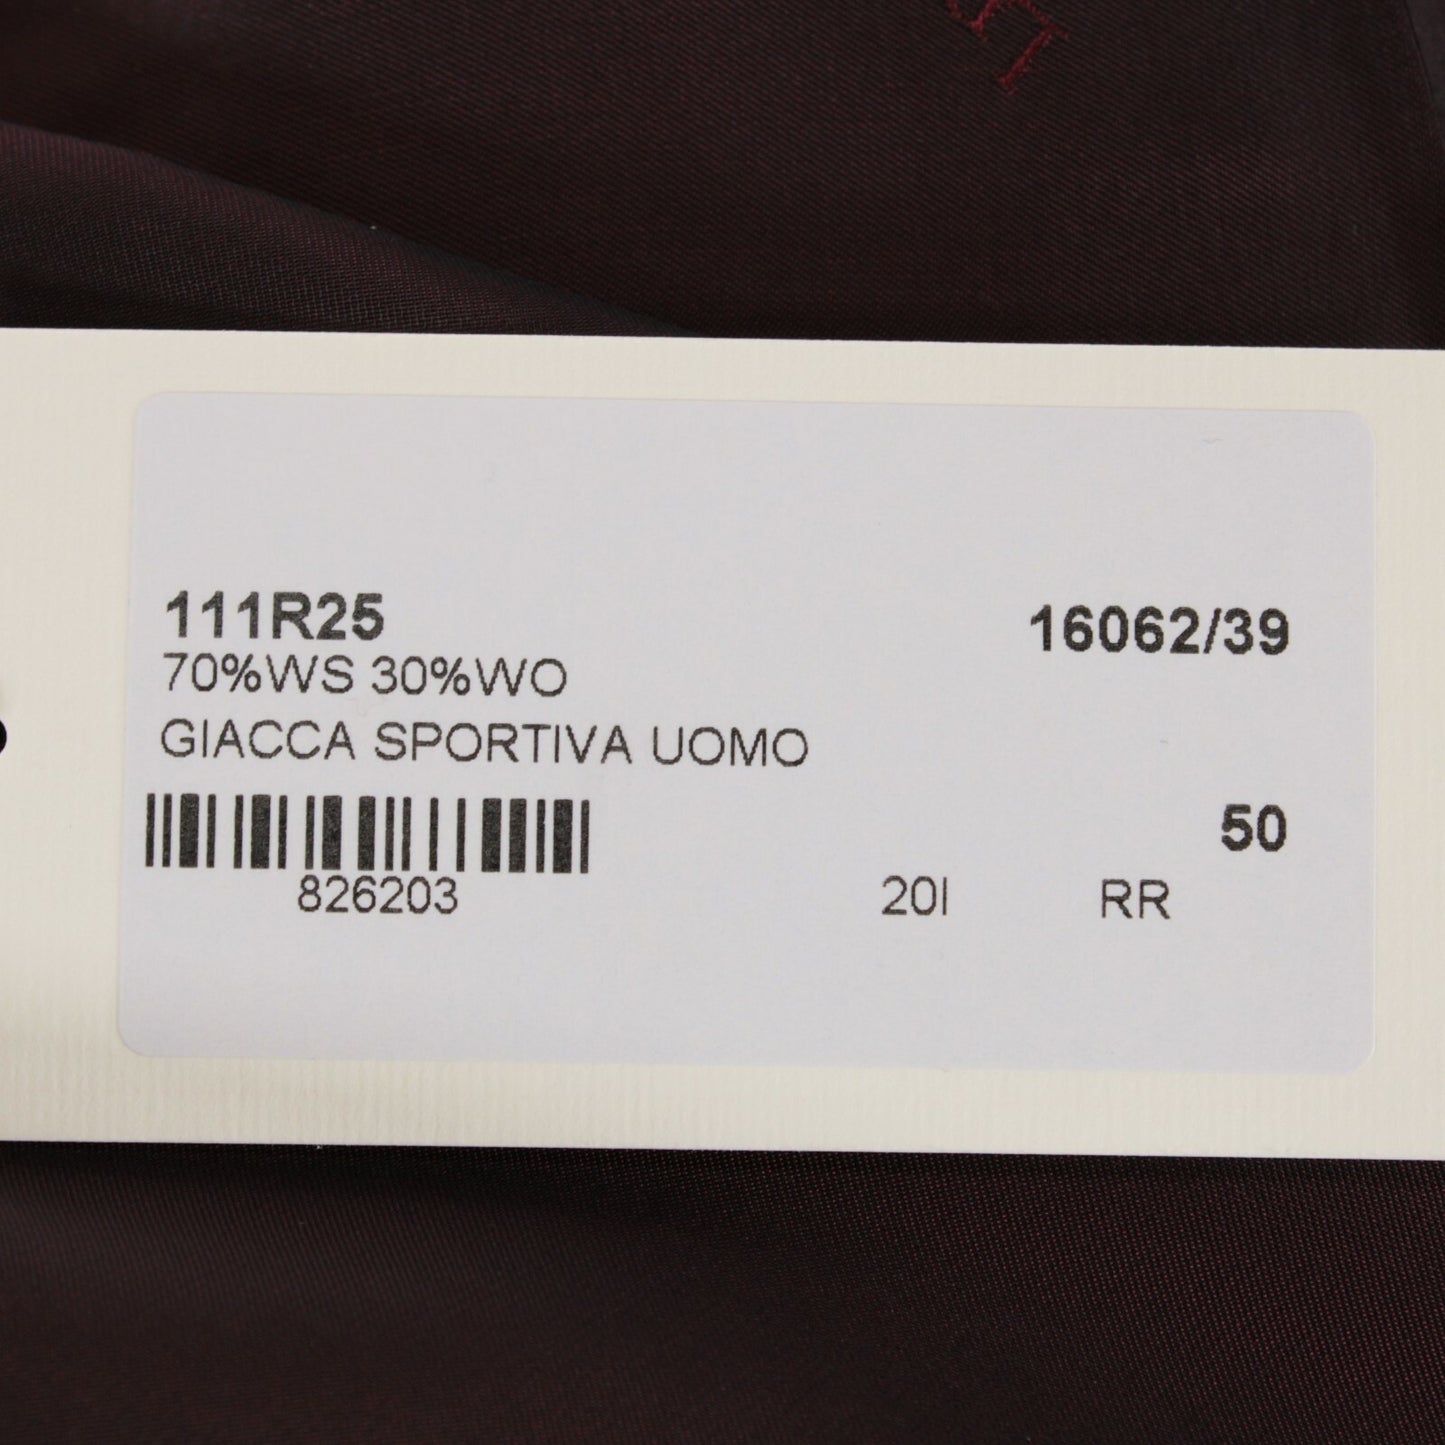 111R25 16062/39
70%WS 30%WO
GIACCA SPORTIVA UOMO
50
826203 20I RR